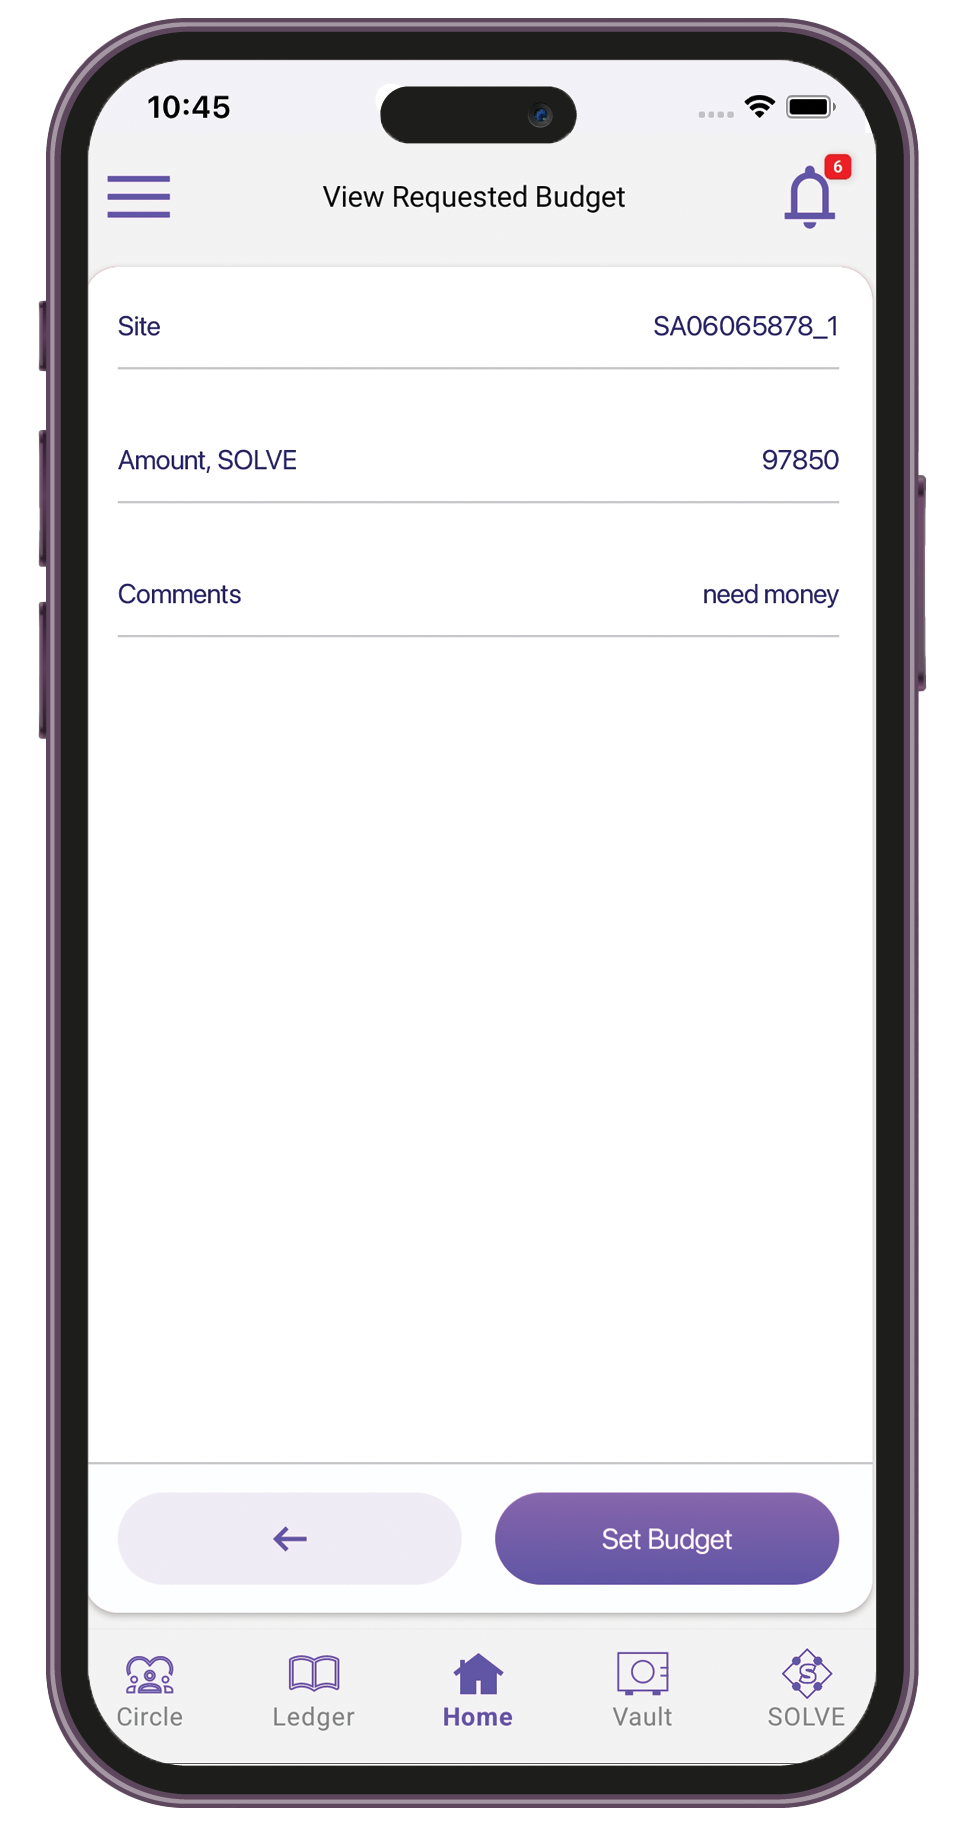 10:45
6
View Requested Budget
Site SA06065878_1
Amount, SOLVE 97850
Comments need money
Set Budget
Circle Ledger Home Vault SOLVE